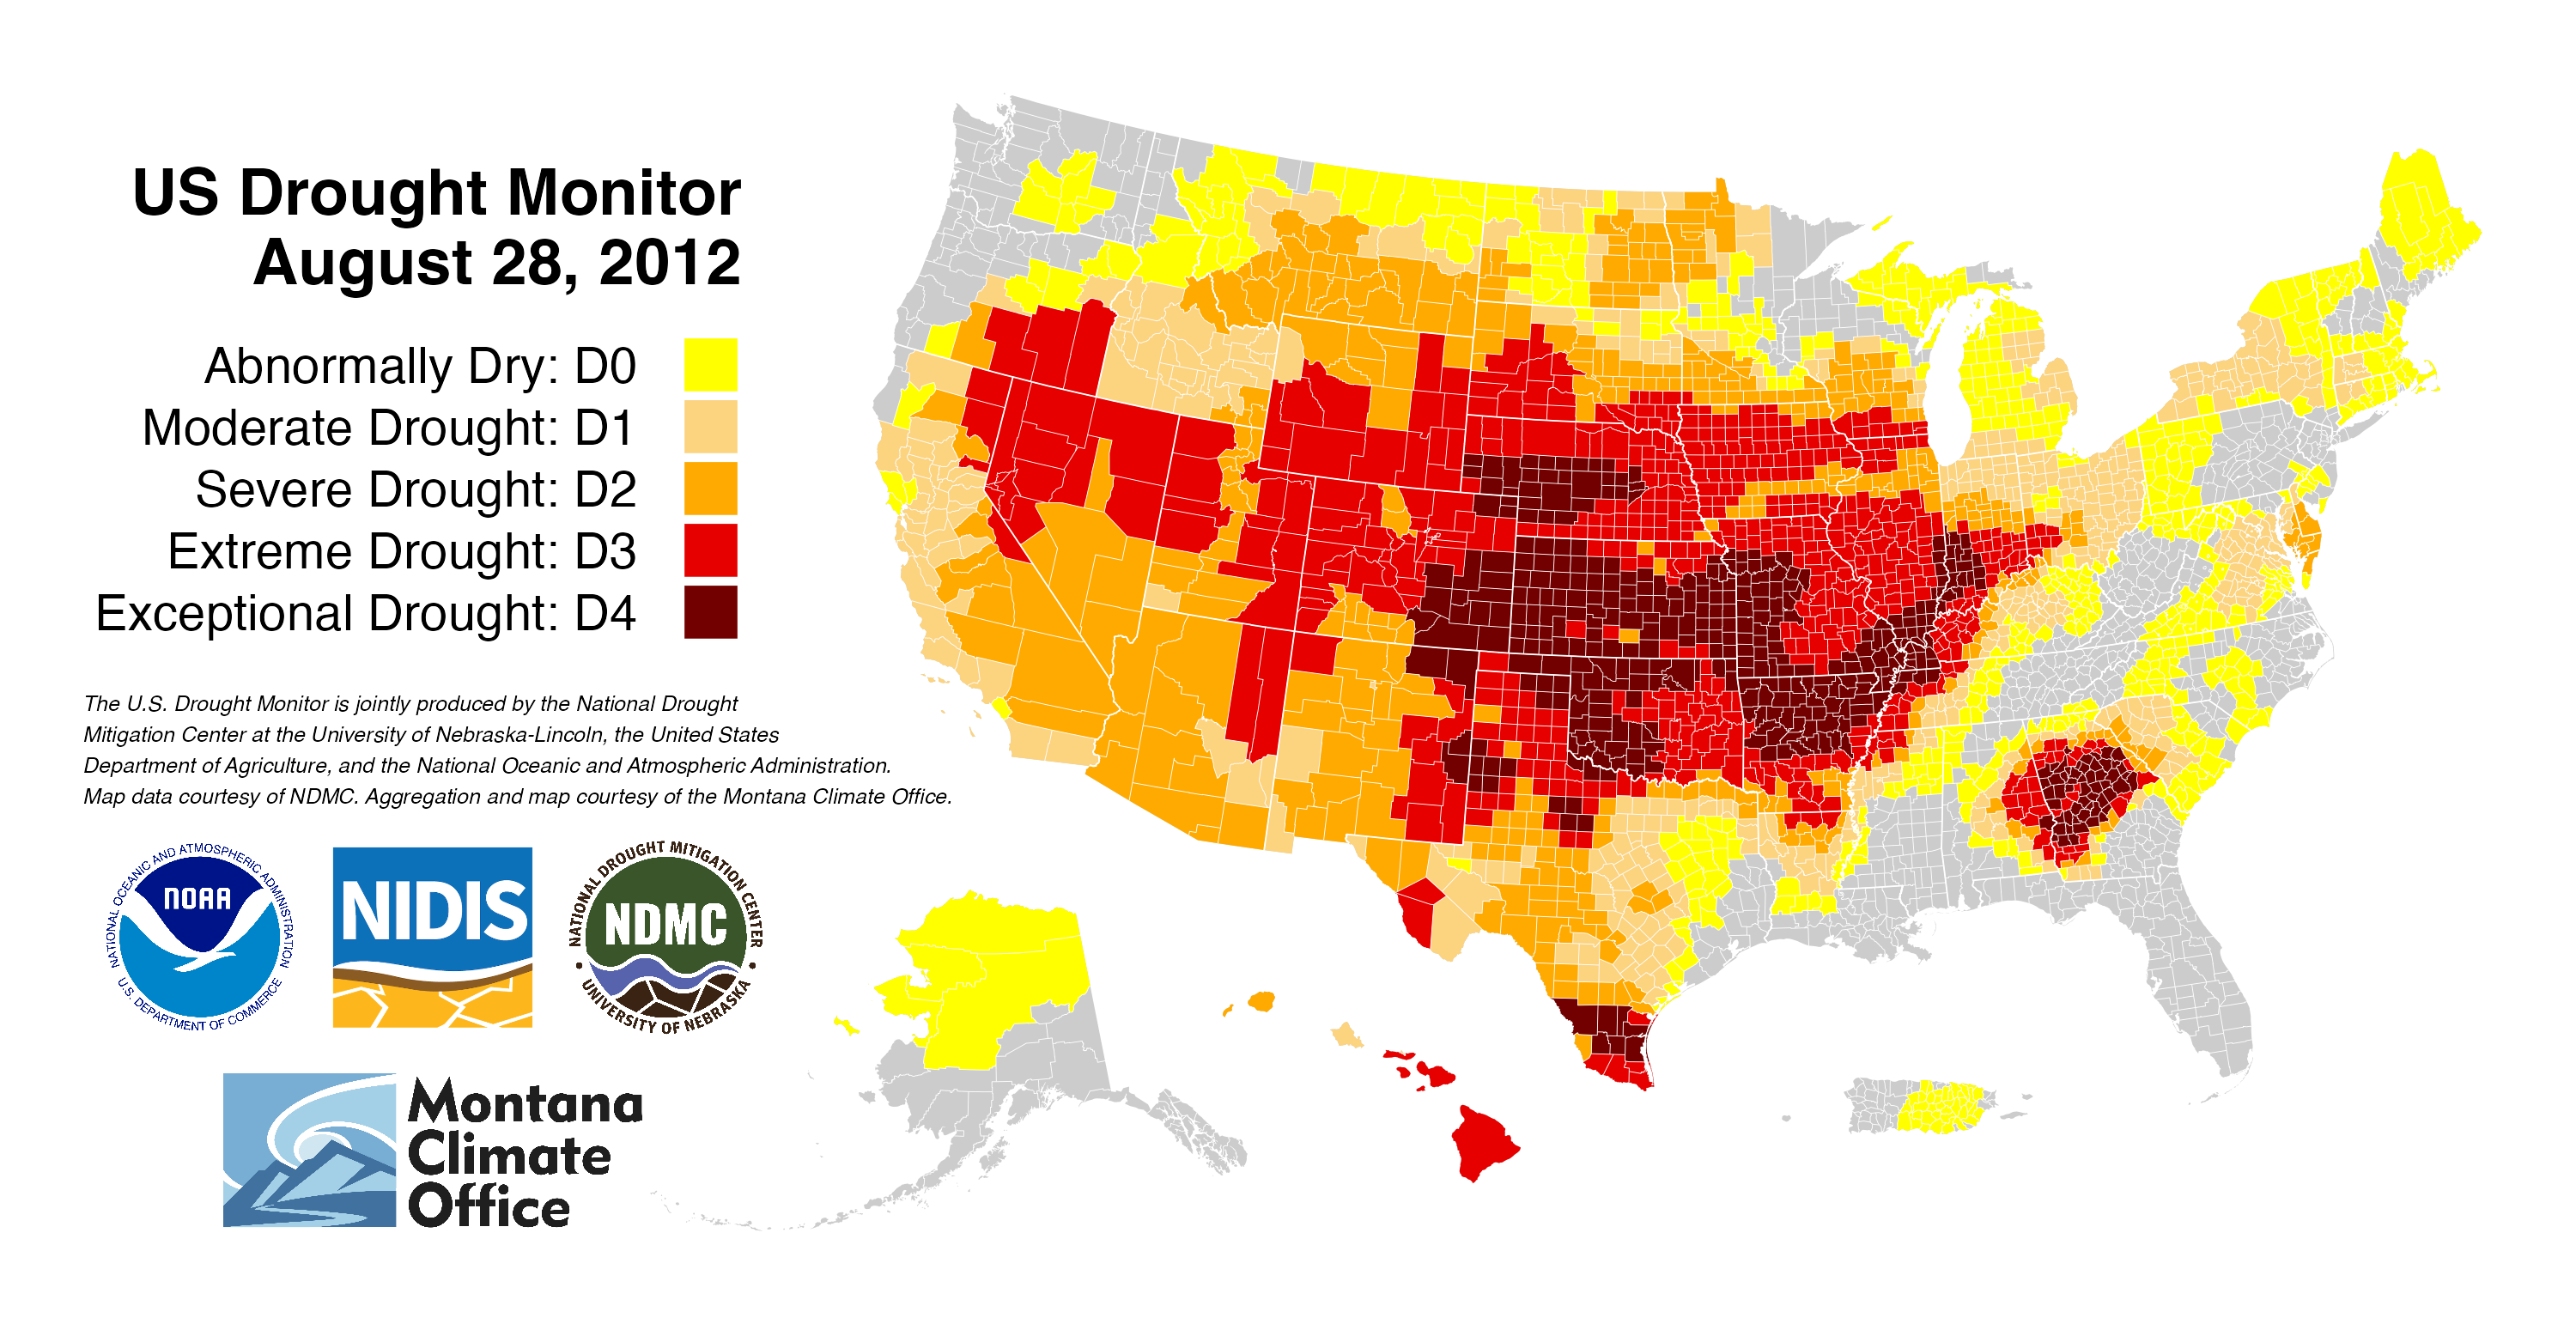 US Drought Monitor
August 28, 2012
Abnormally Dry: D0
Moderate Drought: D1
Severe Drought: D2
Extreme Drought: D3
Exceptional Drought: D4
The U.S. Drought Monitor is jointly produced by the National Drought
Mitigation Center at the University of Nebraska-Lincoln, the United States
Department of Agriculture, and the National Oceanic and Atmospheric Administration.
Map data courtesy of NDMC. Aggregation and map courtesy of the Montana Climate Office.
NATIONAL OCEANIC AND ATMOSPHERIC ADMINISTRATION
NOAA
U.S. DEPARTMENT OF COMMERCE
NIDIS
NATIONAL DROUGHT MITIGATION CENTER
NDMC
UNIVERSITY OF NEBRASKA
Montana
Climate
Office